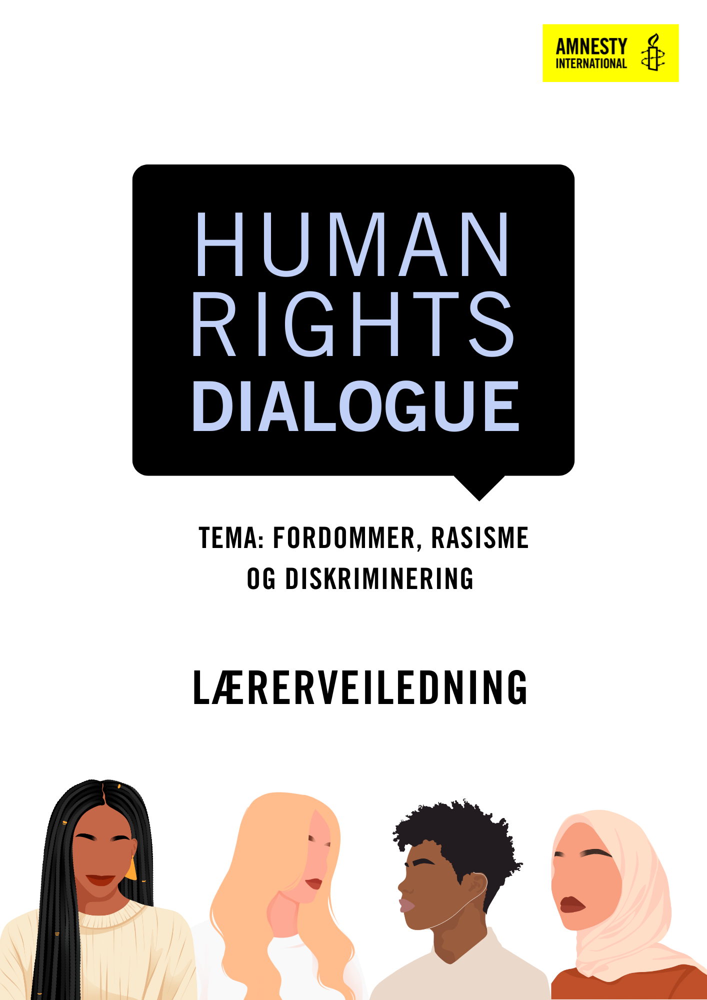 AMNESTY
INTERNATIONAL
HUMAN
RIGHTS
DIALOGUE
TEMA: FORDOMMER, RASISME
OG DISKRIMINERING
LÆRERVEILEDNING